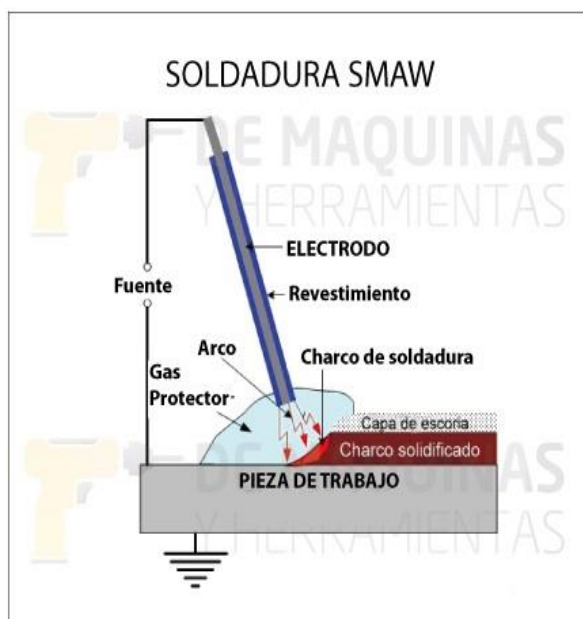 SOLDADURA SMAW
DE MAQUINAS
Y HERRAMIENTAS
ELECTRODO
Fuente
Revestimiento
Arco
Charco de soldadura
Gas
Protector
Capa de escoria
Charco solidificado
DE MAQUINAS
PIEZA DE TRABAJO
Y HERRAMIENTAS